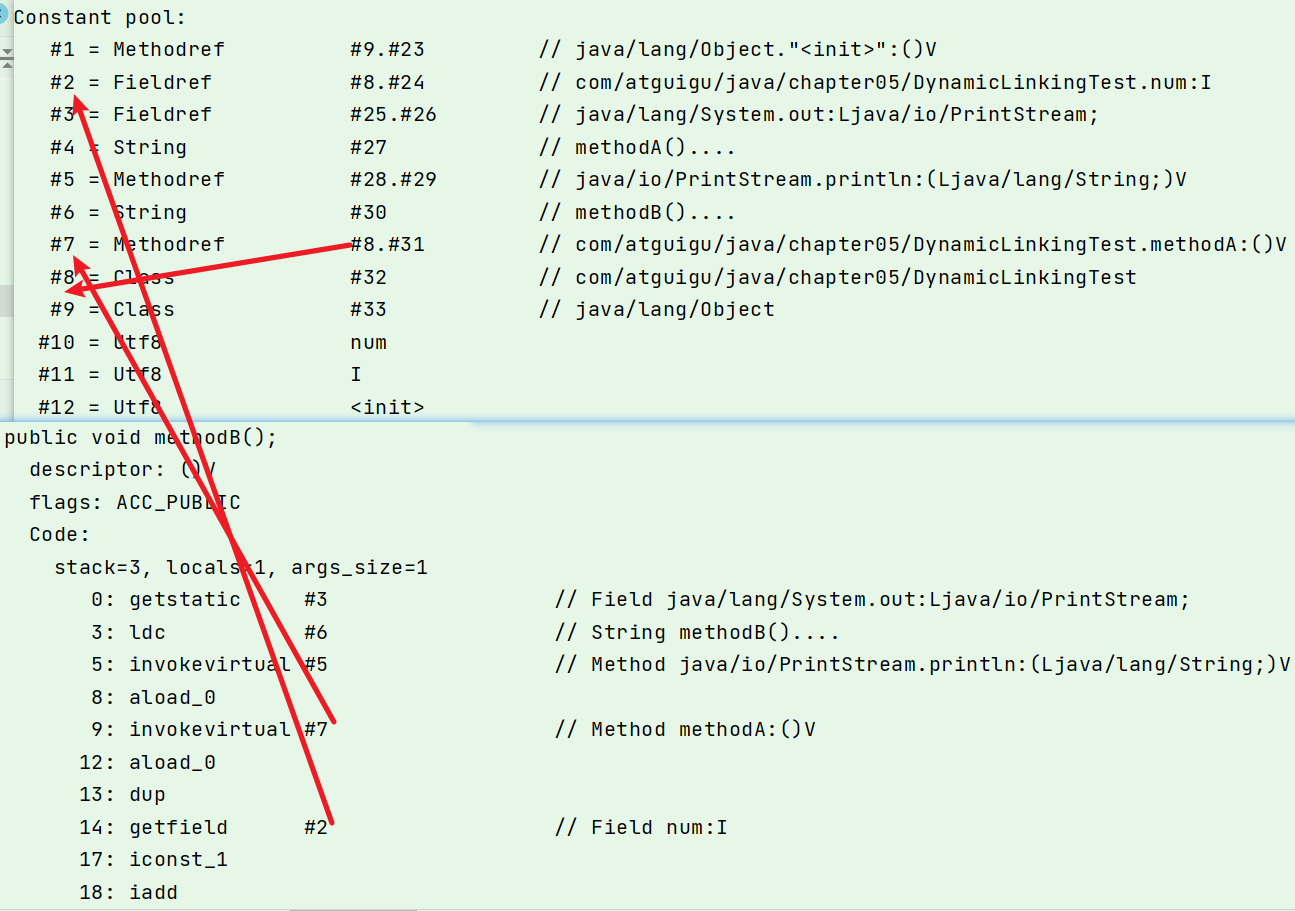 Constant pool:
#1 = Methodref #9.#23 // java/lang/Object."<init>":()V
#2 = Fieldref #8.#24 // com/atguigu/java/chapter05/DynamicLinkingTest.num:I
#3 = Fieldref #25.#26 // java/lang/System.out:Ljava/io/PrintStream;
#4 = String #27 // methodA()....
#5 = Methodref #28.#29 // java/io/PrintStream.println:(Ljava/lang/String;)V
#6 = String #30 // methodB()....
#7 = Methodref #8.#31 // com/atguigu/java/chapter05/DynamicLinkingTest.methodA:()V
#8 = Class #32 // com/atguigu/java/chapter05/DynamicLinkingTest
#9 = Class #33 // java/lang/Object
#10 = Utf8 num
#11 = Utf8 I
#12 = Utf8 <init>
public void methodB();
descriptor: ()V
flags: ACC_PUBLIC
Code:
stack=3, locals=1, args_size=1
0: getstatic #3 // Field java/lang/System.out:Ljava/io/PrintStream;
3: ldc #6 // String methodB()....
5: invokevirtual #5 // Method java/io/PrintStream.println:(Ljava/lang/String;)V
8: aload_0
9: invokevirtual #7 // Method methodA:()V
12: aload_0
13: dup
14: getfield #2 // Field num:I
17: iconst_1
18: iadd